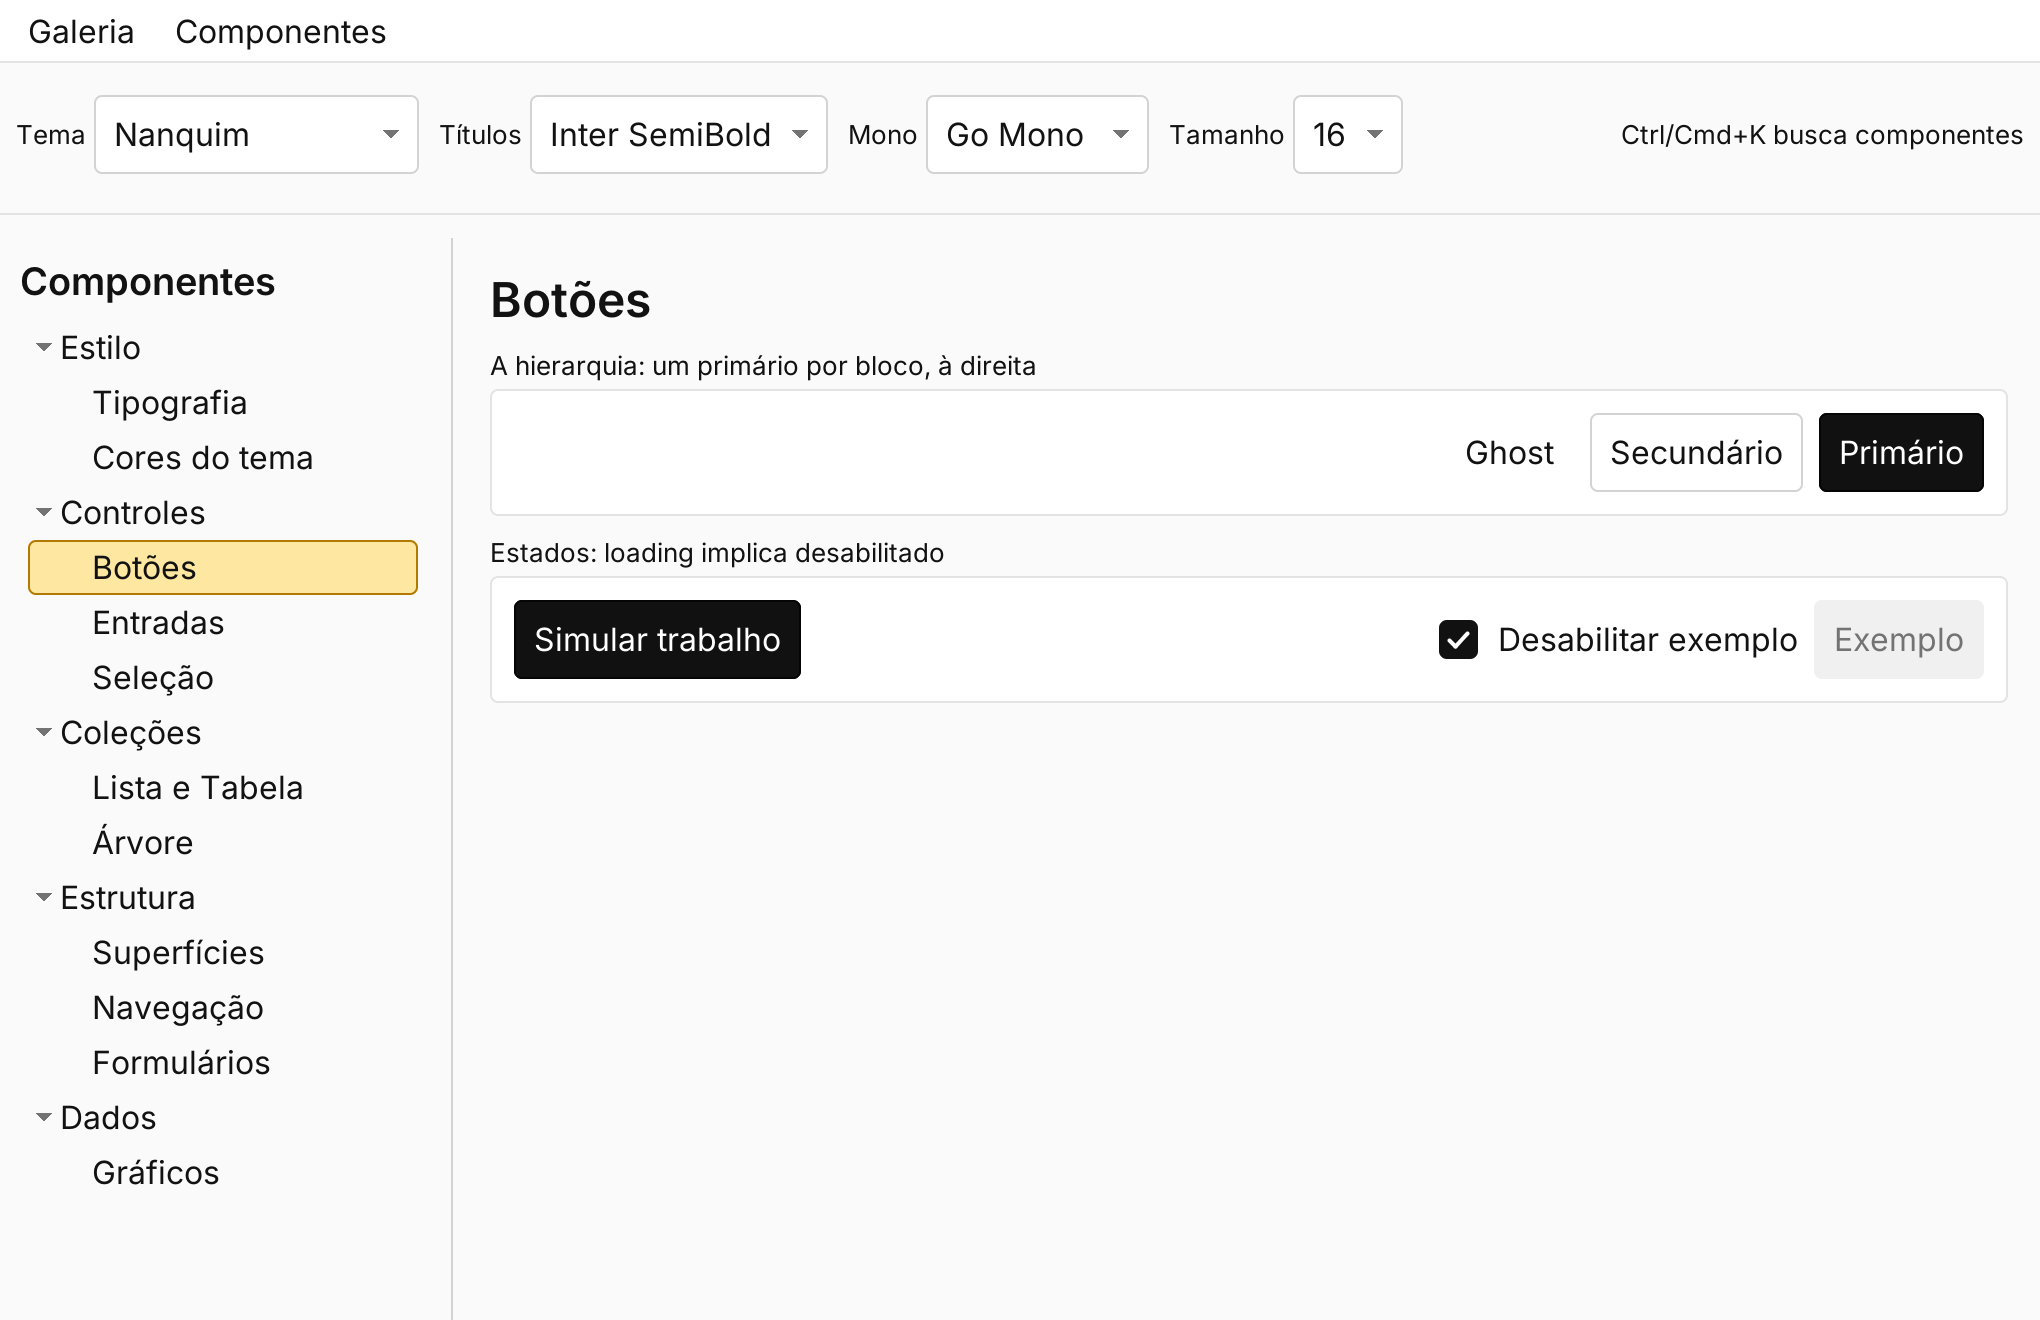 Galeria Componentes
Tema Nanquim Títulos Inter SemiBold Mono Go Mono Tamanho 16 Ctrl/Cmd+K busca componentes
Componentes
Estilo
Tipografia
Cores do tema
Controles
Botões
Entradas
Seleção
Coleções
Lista e Tabela
Árvore
Estrutura
Superfícies
Navegação
Formulários
Dados
Gráficos
Botões
A hierarquia: um primário por bloco, à direita
Ghost Secundário Primário
Estados: loading implica desabilitado
Simular trabalho Desabilitar exemplo Exemplo